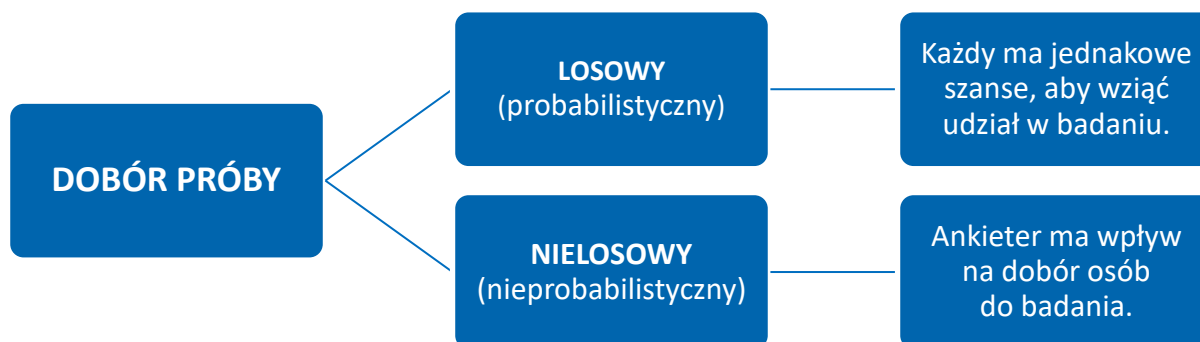 DOBÓR PRÓBY
LOSOWY
(probabilistyczny)
Każdy ma jednakowe
szanse, aby wziąć
udział w badaniu.
NIELOSOWY
(nieprobabilistyczny)
Ankieter ma wpływ
na dobór osób
do badania.